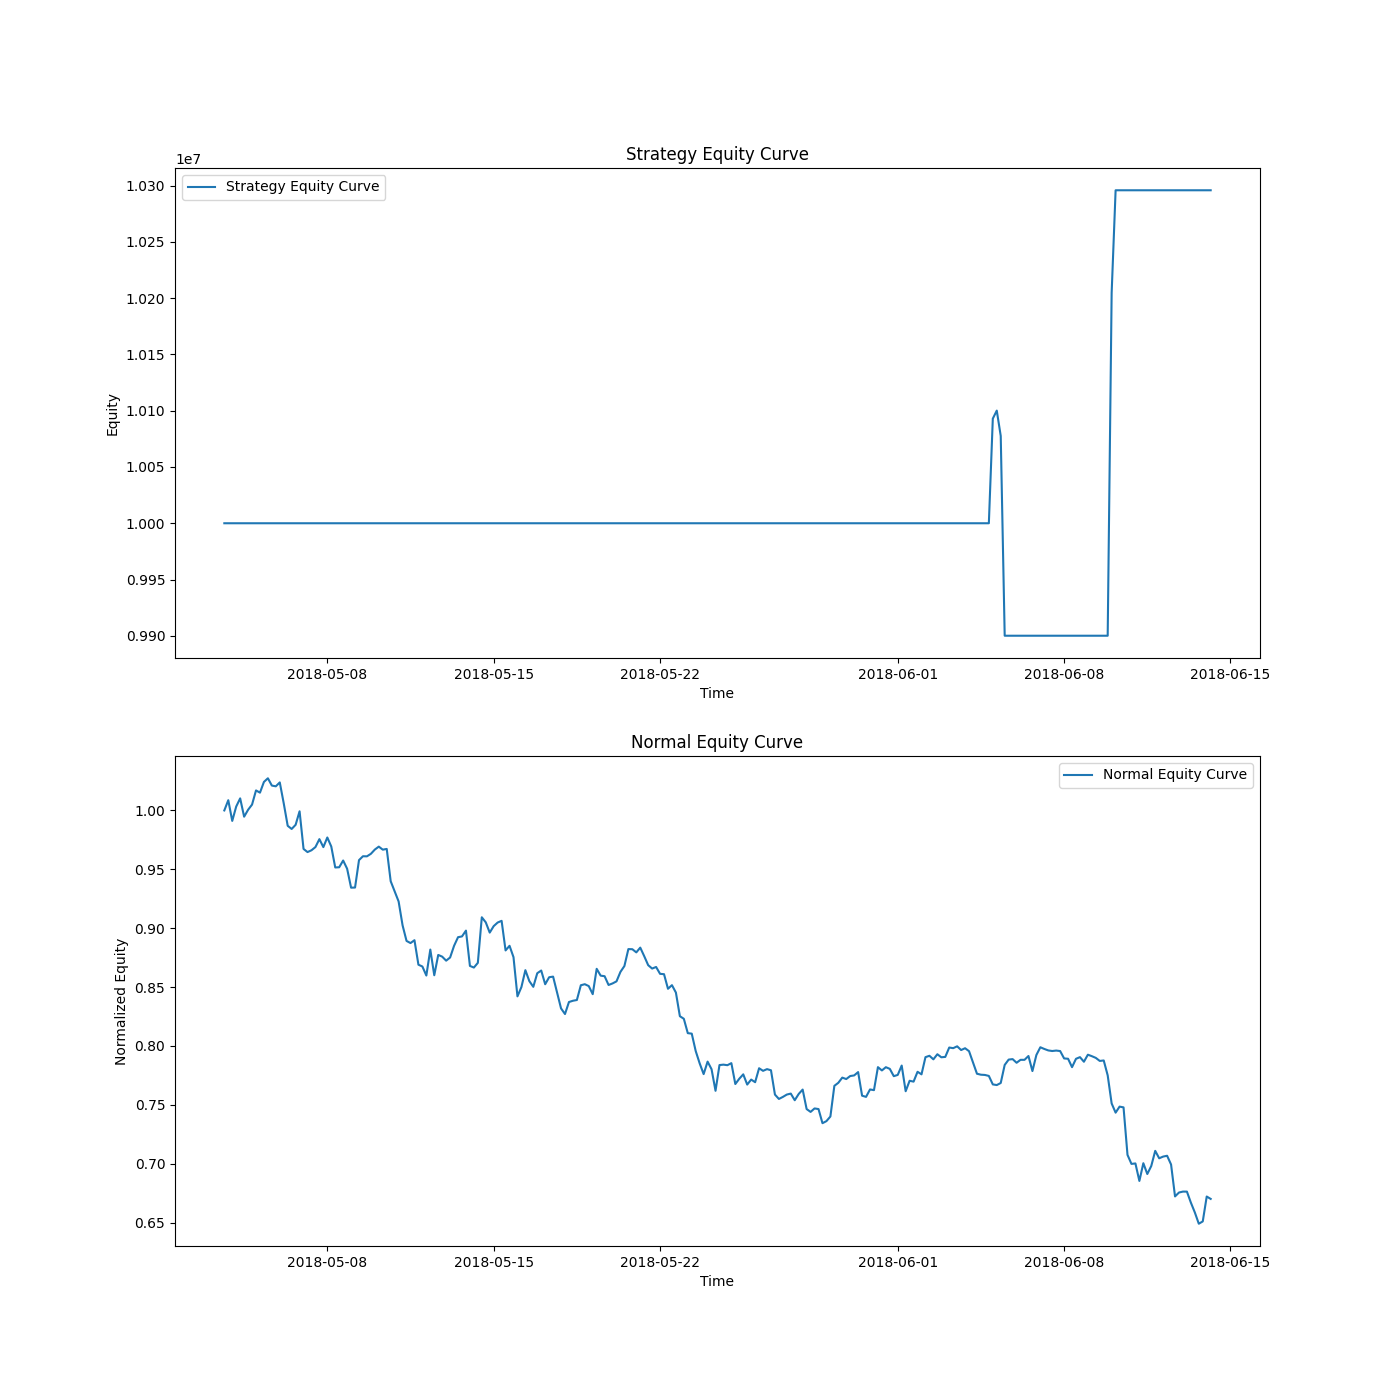 Strategy Equity Curve
1e7
Strategy Equity Curve
1.030
1.025
1.020
1.015
1.010
1.005
1.000
0.995
0.990
Equity
2018-05-08 2018-05-15 2018-05-22 2018-06-01 2018-06-08 2018-06-15
Time
Normal Equity Curve
Normal Equity Curve
1.00
0.95
0.90
0.85
0.80
0.75
0.70
0.65
Normalized Equity
2018-05-08 2018-05-15 2018-05-22 2018-06-01 2018-06-08 2018-06-15
Time